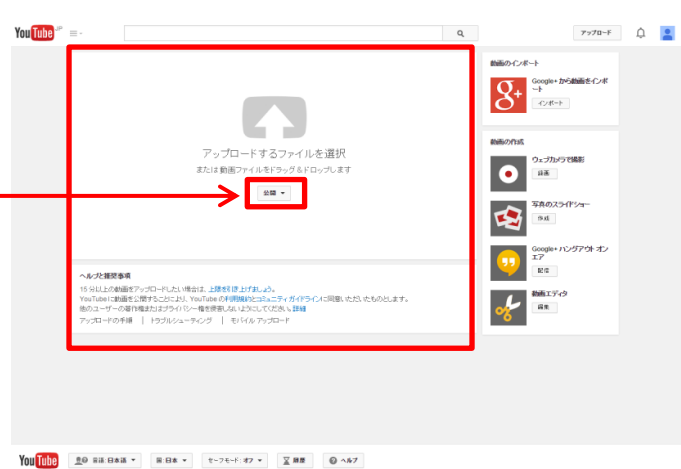 YouTube JP
アップロード
アップロードするファイルを選択
または動画ファイルをドラッグ＆ドロップします
公開
ヘルプと推奨事項
15 分以上の動画をアップロードしたい場合は、上限を引き上げましょう。
YouTubeに動画を公開することにより、YouTube の利用規約とコミュニティ ガイドラインに同意いただいたものとします。
他のユーザーの著作権またはプライバシー権を侵害しないようにしてください。詳細
アップロードの手順 | トラブルシューティング | モバイル アップロード
動画のインポート
Google+ から動画をインポ
ート
インポート
動画の作成
ウェブカメラで撮影
録画
写真のスライドショー
作成
Google+ ハングアウト オン
エア
配信
動画エディタ
編集
YouTube
言語: 日本語
国: 日本
セーフモード: オフ
履歴
ヘルプ